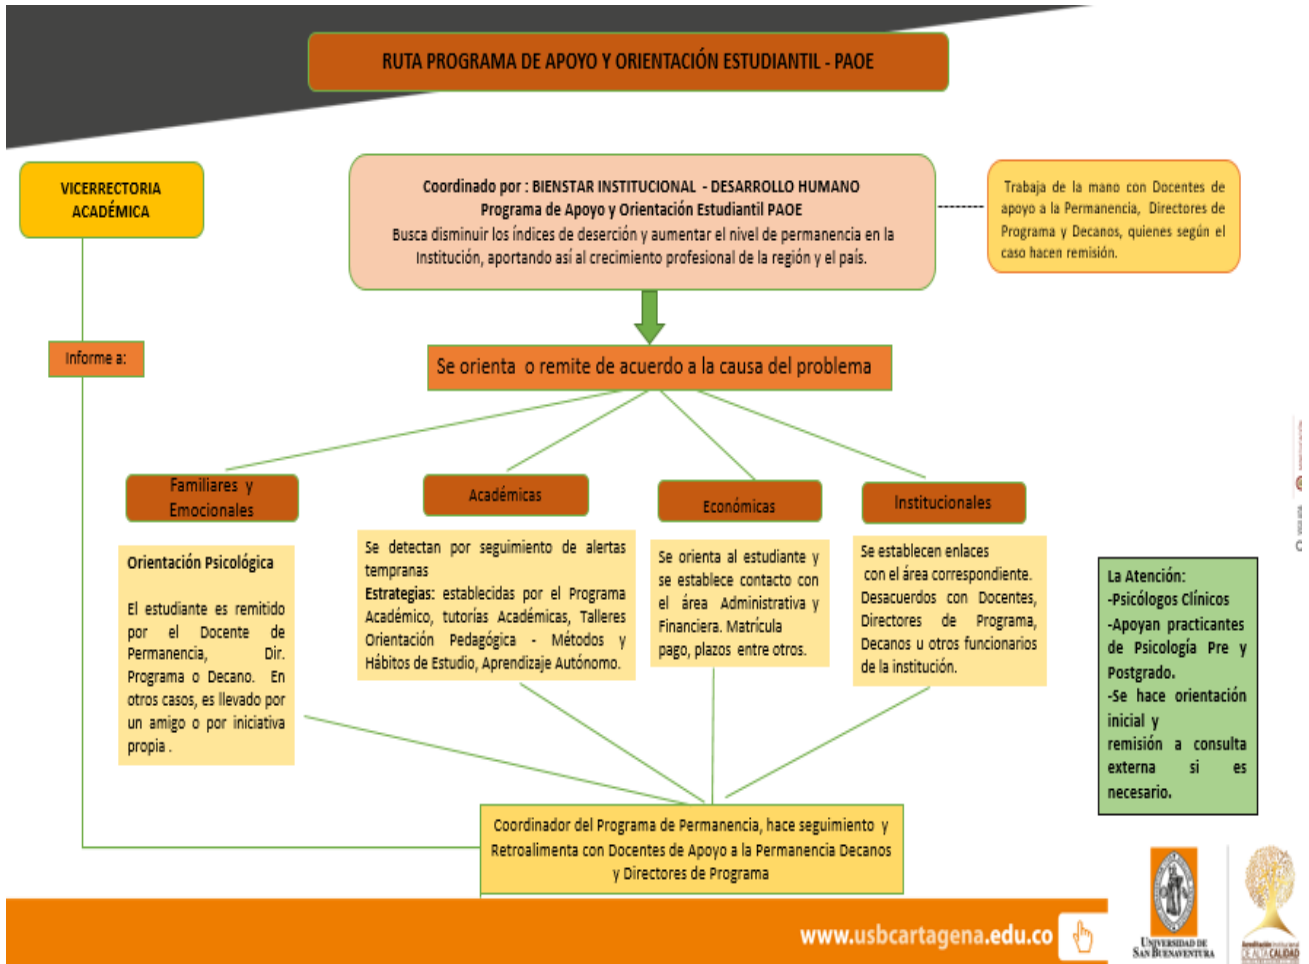 RUTA PROGRAMA DE APOYO Y ORIENTACIÓN ESTUDIANTIL - PAOE
VICERRECTORIA
ACADÉMICA
Coordinado por : BIENSTAR INSTITUCIONAL - DESARROLLO HUMANO
Programa de Apoyo y Orientación Estudiantil PAOE
Busca disminuir los índices de deserción y aumentar el nivel de permanencia en la
Institución, aportando así al crecimiento profesional de la región y el país.
Trabaja de la mano con Docentes de
apoyo a la Permanencia, Directores de
Programa y Decanos, quienes según el
caso hacen remisión.
Informe a:
Se orienta o remite de acuerdo a la causa del problema
Familiares y
Emocionales
Académicas
Económicas
Institucionales
Orientación Psicológica
El estudiante es remitido
por el Docente de
Permanencia, Dir.
Programa o Decano. En
otros casos, es llevado por
un amigo o por iniciativa
propia .
Se detectan por seguimiento de alertas
tempranas
Estrategias: establecidas por el Programa
Académico, tutorías Académicas, Talleres
Orientación Pedagógica - Métodos y
Hábitos de Estudio, Aprendizaje Autónomo.
Se orienta al estudiante y
se establece contacto con
el área Administrativa y
Financiera. Matrícula
pago, plazos entre otros.
Se establecen enlaces
con el área correspondiente.
Desacuerdos con Docentes,
Directores de Programa,
Decanos u otros funcionarios
de la institución.
La Atención:
-Psicólogos Clínicos
-Apoyan practicantes
de Psicología Pre y
Postgrado.
-Se hace orientación
inicial y
remisión a consulta
externa si es
necesario.
Coordinador del Programa de Permanencia, hace seguimiento y
Retroalimenta con Docentes de Apoyo a la Permanencia Decanos
y Directores de Programa
www.usbcartagena.edu.co
UNIVERSIDAD DE
SAN BUENAVENTURA
Acreditación Institucional
DE ALTA CALIDAD